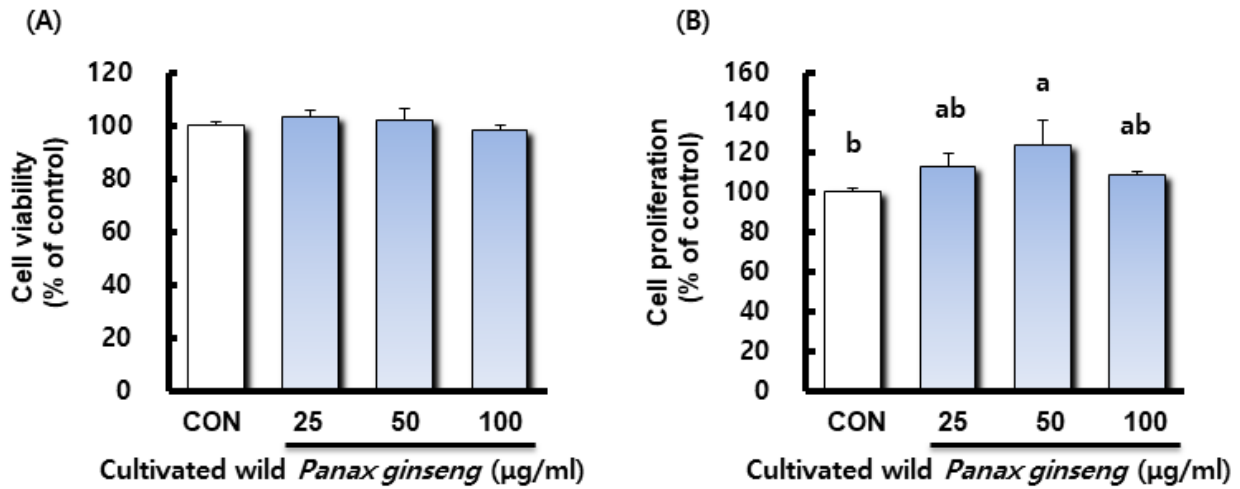 (A)
Cell viability
(% of control)
120
100
80
60
40
20
0
CON 25 50 100
Cultivated wild Panax ginseng (μg/ml)
(B)
Cell proliferation
(% of control)
160
140
120
100
80
60
40
20
0
b ab a ab
CON 25 50 100
Cultivated wild Panax ginseng (μg/ml)